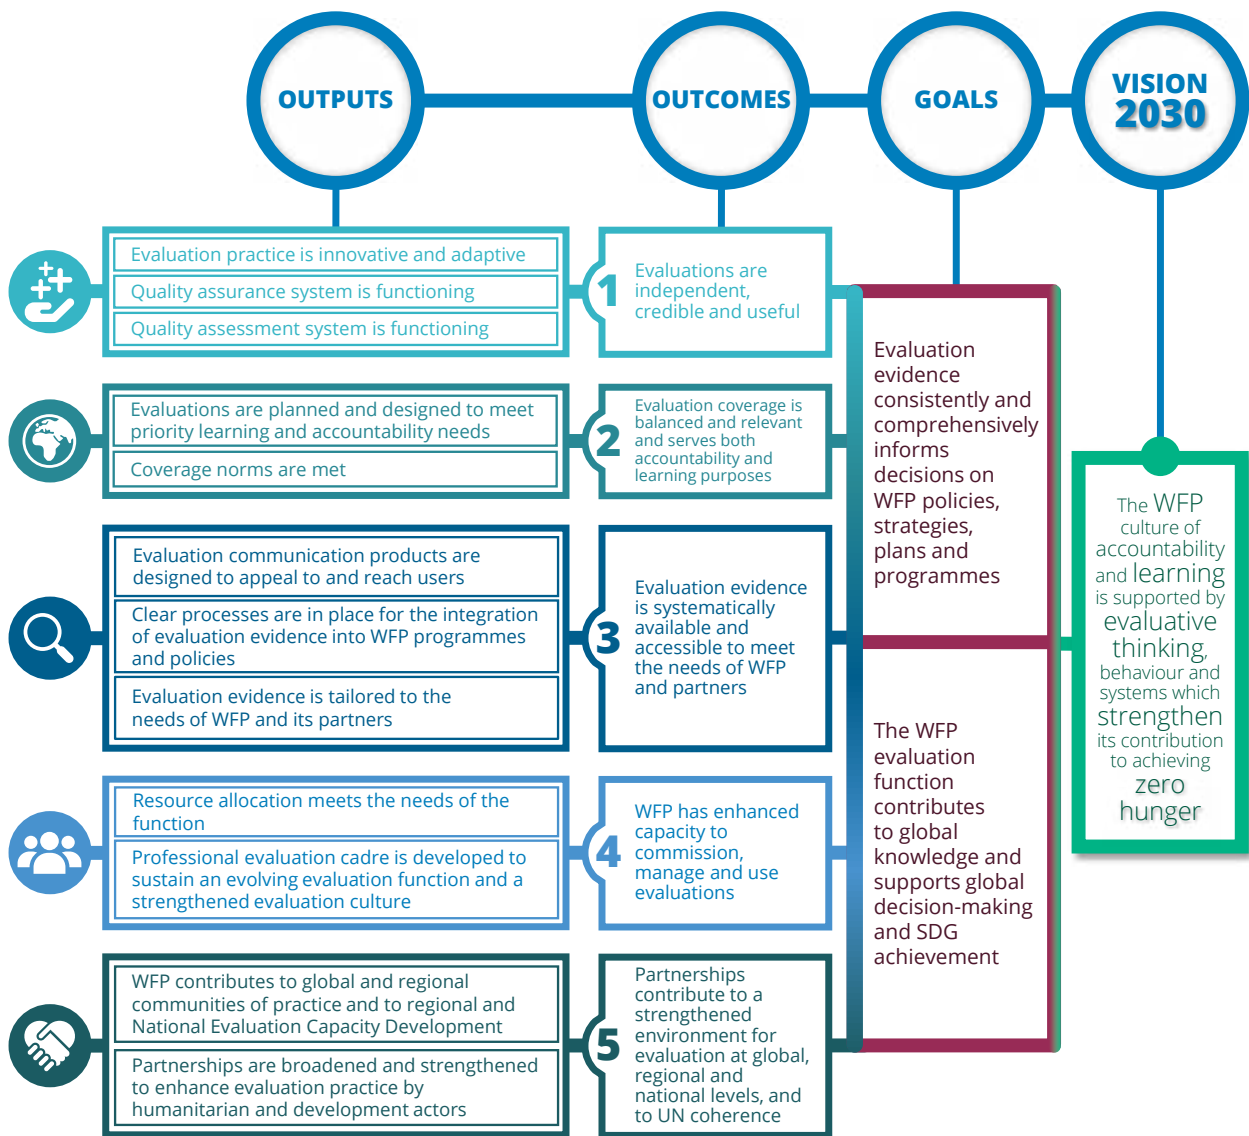 OUTPUTS
OUTCOMES
GOALS
VISION
2030
Evaluation practice is innovative and adaptive
Quality assurance system is functioning
Quality assessment system is functioning
1
Evaluations are
independent,
credible and useful
Evaluations are planned and designed to meet
priority learning and accountability needs
Coverage norms are met
2
Evaluation coverage is
balanced and relevant
and serves both
accountability and
learning purposes
Evaluation communication products are
designed to appeal to and reach users
Clear processes are in place for the integration
of evaluation evidence into WFP programmes
and policies
Evaluation evidence is tailored to the
needs of WFP and its partners
3
Evaluation evidence
is systematically
available and
accessible to meet
the needs of WFP
and partners
Resource allocation meets the needs of the
function
Professional evaluation cadre is developed to
sustain an evolving evaluation function and a
strengthened evaluation culture
4
WFP has enhanced
capacity to
commission,
manage and use
evaluations
WFP contributes to global and regional
communities of practice and to regional and
National Evaluation Capacity Development
Partnerships are broadened and strengthened
to enhance evaluation practice by
humanitarian and development actors
5
Partnerships
contribute to a
strengthened
environment for
evaluation at global,
regional and
national levels, and
to UN coherence
Evaluation
evidence
consistently and
comprehensively
informs
decisions on
WFP policies,
strategies,
plans and
programmes
The WFP
evaluation
function
contributes
to global
knowledge and
supports global
decision-making
and SDG
achievement
The WFP
culture of
accountability
and learning
is supported by
evaluative
thinking,
behaviour and
systems which
strengthen
its contribution
to achieving
zero
hunger